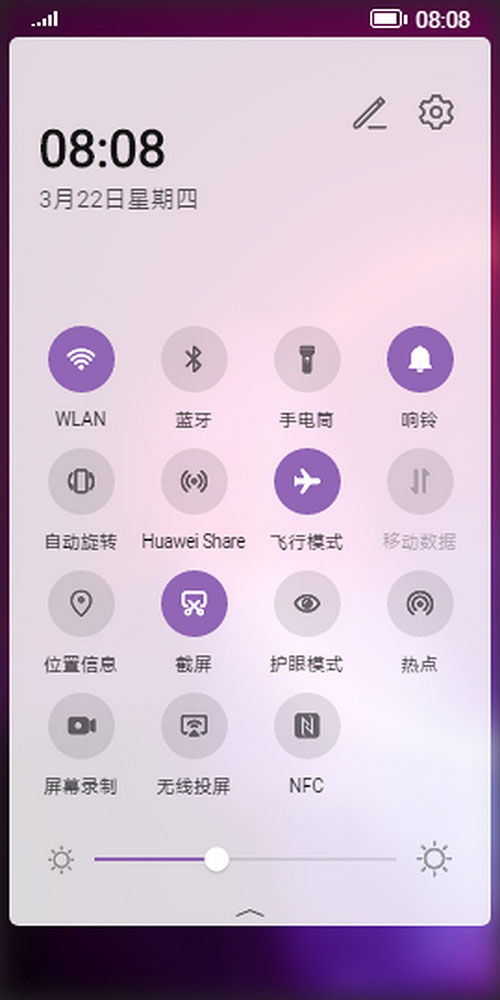 08:08
08:08
3月22日星期四
WLAN
蓝牙
手电筒
响铃
自动旋转
Huawei Share
飞行模式
移动数据
位置信息
截屏
护眼模式
热点
屏幕录制
无线投屏
NFC